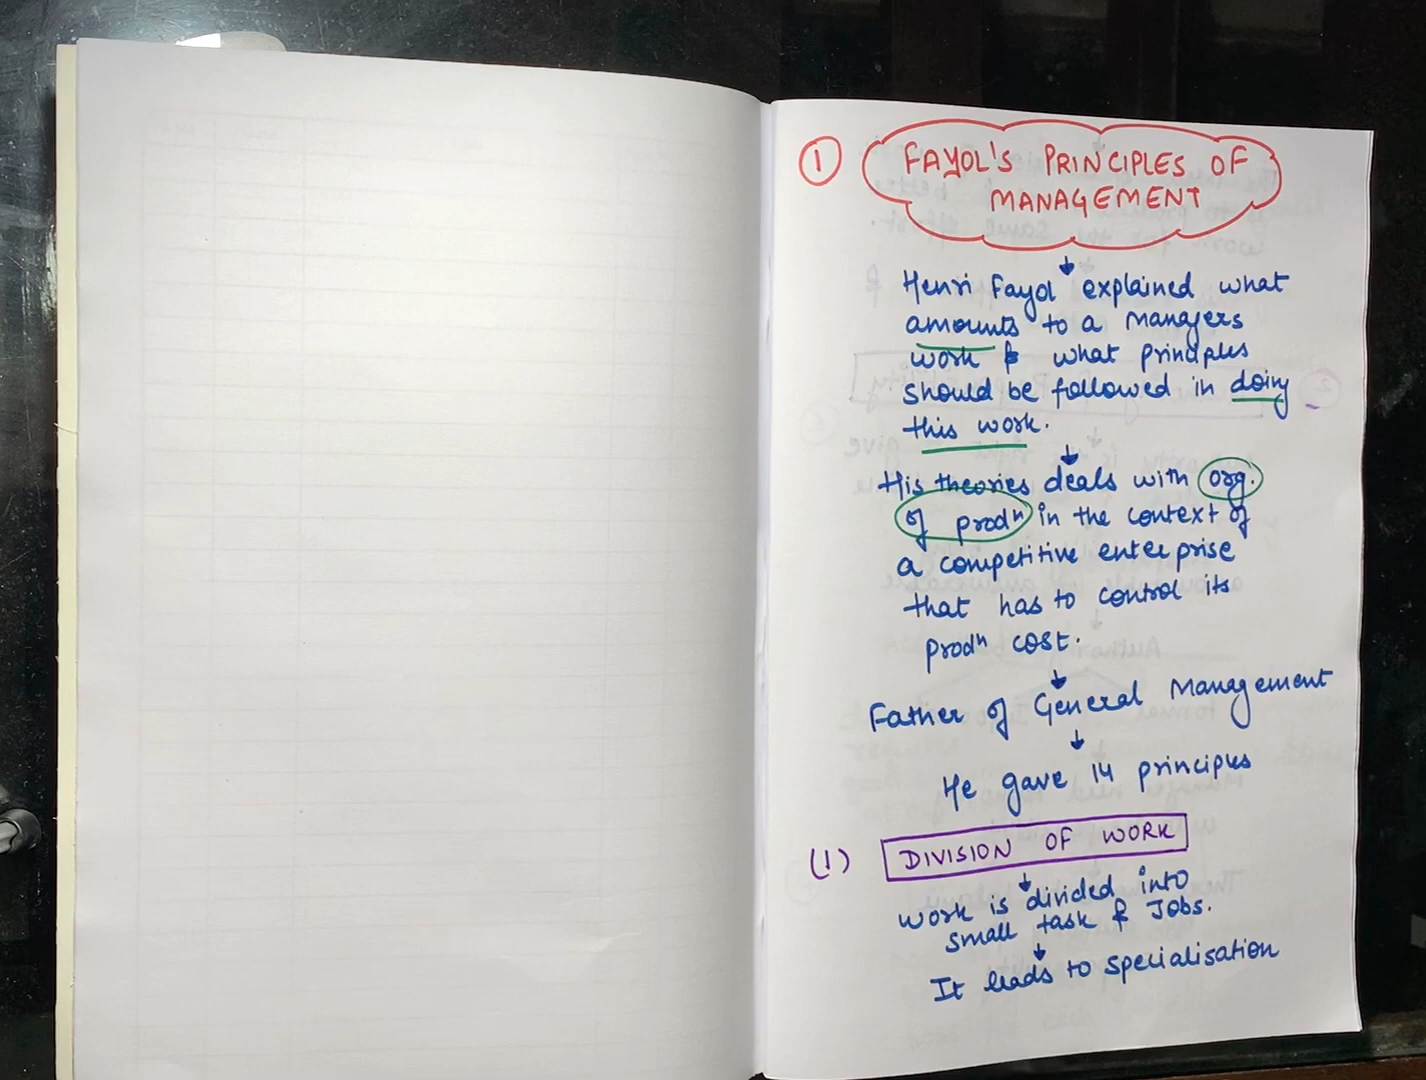 1
FAYOL'S PRINCIPLES OF
MANAGEMENT
Henri Fayol explained what
amounts to a managers
work & what principles
should be followed in doing
this work.
His theories deals with org.
of prodⁿ in the context of
a competitive enterprise
that has to control its
prodⁿ cost.
Father of General Management
He gave 14 principles
(1) DIVISION OF WORK
work is divided into
small task & Jobs.
It leads to specialisation